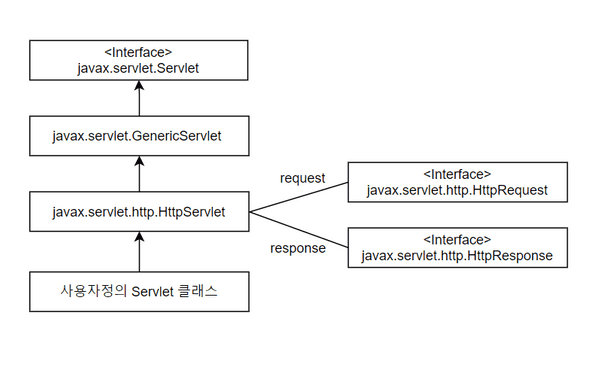 <Interface>
javax.servlet.Servlet
javax.servlet.GenericServlet
javax.servlet.http.HttpServlet
사용자정의 Servlet 클래스
request
response
<Interface>
javax.servlet.http.HttpRequest
<Interface>
javax.servlet.http.HttpResponse